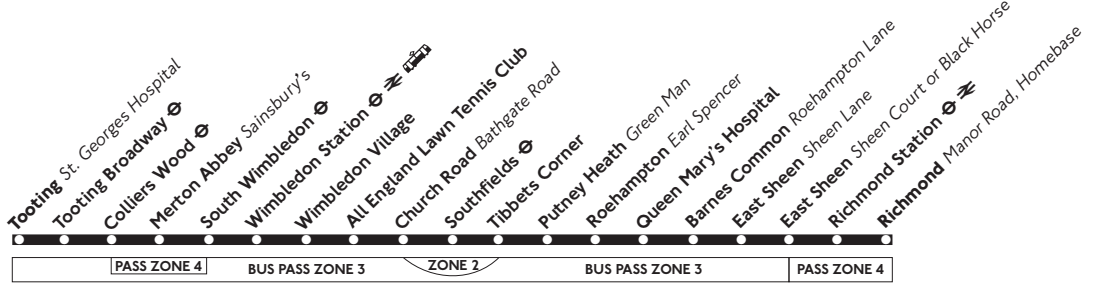 Tooting St. Georges Hospital
Tooting Broadway
Colliers Wood
Merton Abbey Sainsbury's
South Wimbledon
Wimbledon Station
Wimbledon Village
All England Lawn Tennis Club
Church Road Bathgate Road
Southfields
Tibbets Corner
Putney Heath Green Man
Roehampton Earl Spencer
Queen Mary's Hospital
Barnes Common Roehampton Lane
East Sheen Sheen Lane
East Sheen Sheen Court or Black Horse
Richmond Station
Richmond Manor Road, Homebase
PASS ZONE 4
BUS PASS ZONE 3
ZONE 2
BUS PASS ZONE 3
PASS ZONE 4